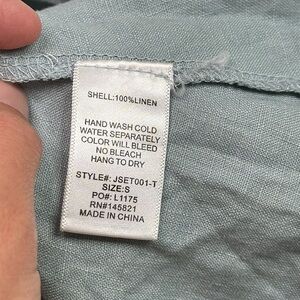 SHELL:100%LINEN
HAND WASH COLD
WATER SEPARATELY
COLOR WILL BLEED
NO BLEACH
HANG TO DRY
STYLE#: JSET001-T
SIZE:S
PO#: L1175
RN#145821
MADE IN CHINA